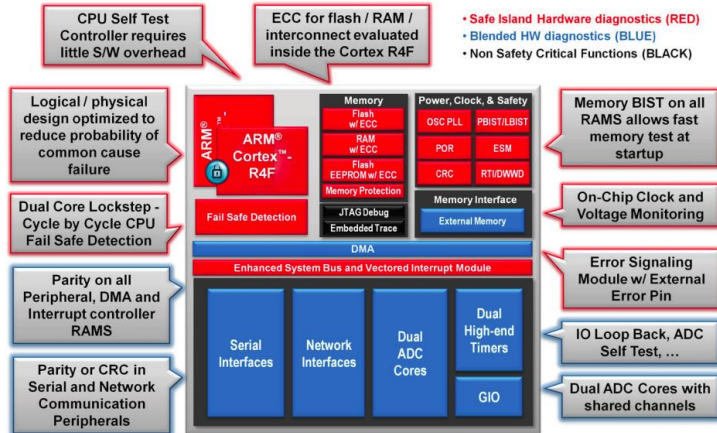 CPU Self Test
Controller requires
little S/W overhead
ECC for flash / RAM /
interconnect evaluated
inside the Cortex R4F
• Safe Island Hardware diagnostics (RED)
• Blended HW diagnostics (BLUE)
• Non Safety Critical Functions (BLACK)
Logical / physical
design optimized to
reduce probability of
common cause
failure
Dual Core Lockstep -
Cycle by Cycle CPU
Fail Safe Detection
Parity on all
Peripheral, DMA and
Interrupt controller
RAMS
Parity or CRC in
Serial and Network
Communication
Peripherals
ARM®
ARM®
Cortex™-
R4F
Fail Safe Detection
Memory
Flash
w/ ECC
RAM
w/ ECC
Flash
EEPROM w/ ECC
Memory Protection
JTAG Debug
Embedded Trace
Power, Clock, & Safety
OSC PLL
PBIST/LBIST
POR
ESM
CRC
RTI/DWWD
Memory Interface
External Memory
DMA
Enhanced System Bus and Vectored Interrupt Module
Serial
Interfaces
Network
Interfaces
Dual
ADC
Cores
Dual
High-end
Timers
GIO
Memory BIST on all
RAMS allows fast
memory test at
startup
On-Chip Clock and
Voltage Monitoring
Error Signaling
Module w/ External
Error Pin
IO Loop Back, ADC
Self Test, ...
Dual ADC Cores with
shared channels